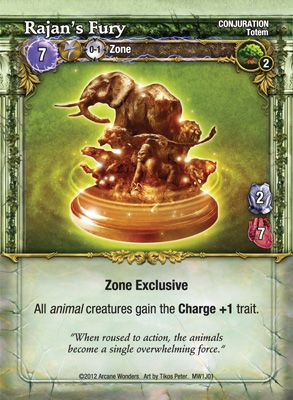 Rajan's Fury
CONJURATION
Totem
7
0-1
Zone
2
2
7
Zone Exclusive
All animal creatures gain the Charge +1 trait.
"When roused to action, the animals
become a single overwhelming force."
©2012 Arcane Wonders. Art by Tikos Peter. MW1J01